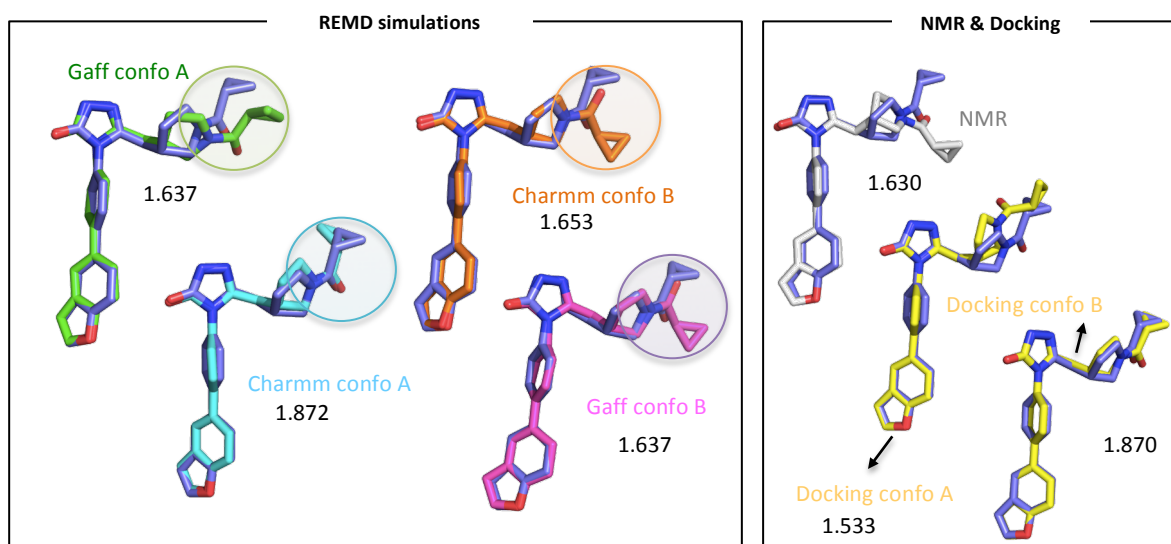 REMD simulations
Gaff confo A
1.637
Charmm confo B
1.653
Charmm confo A
1.872
Gaff confo B
1.637
NMR & Docking
NMR
1.630
Docking confo B
1.870
Docking confo A
1.533